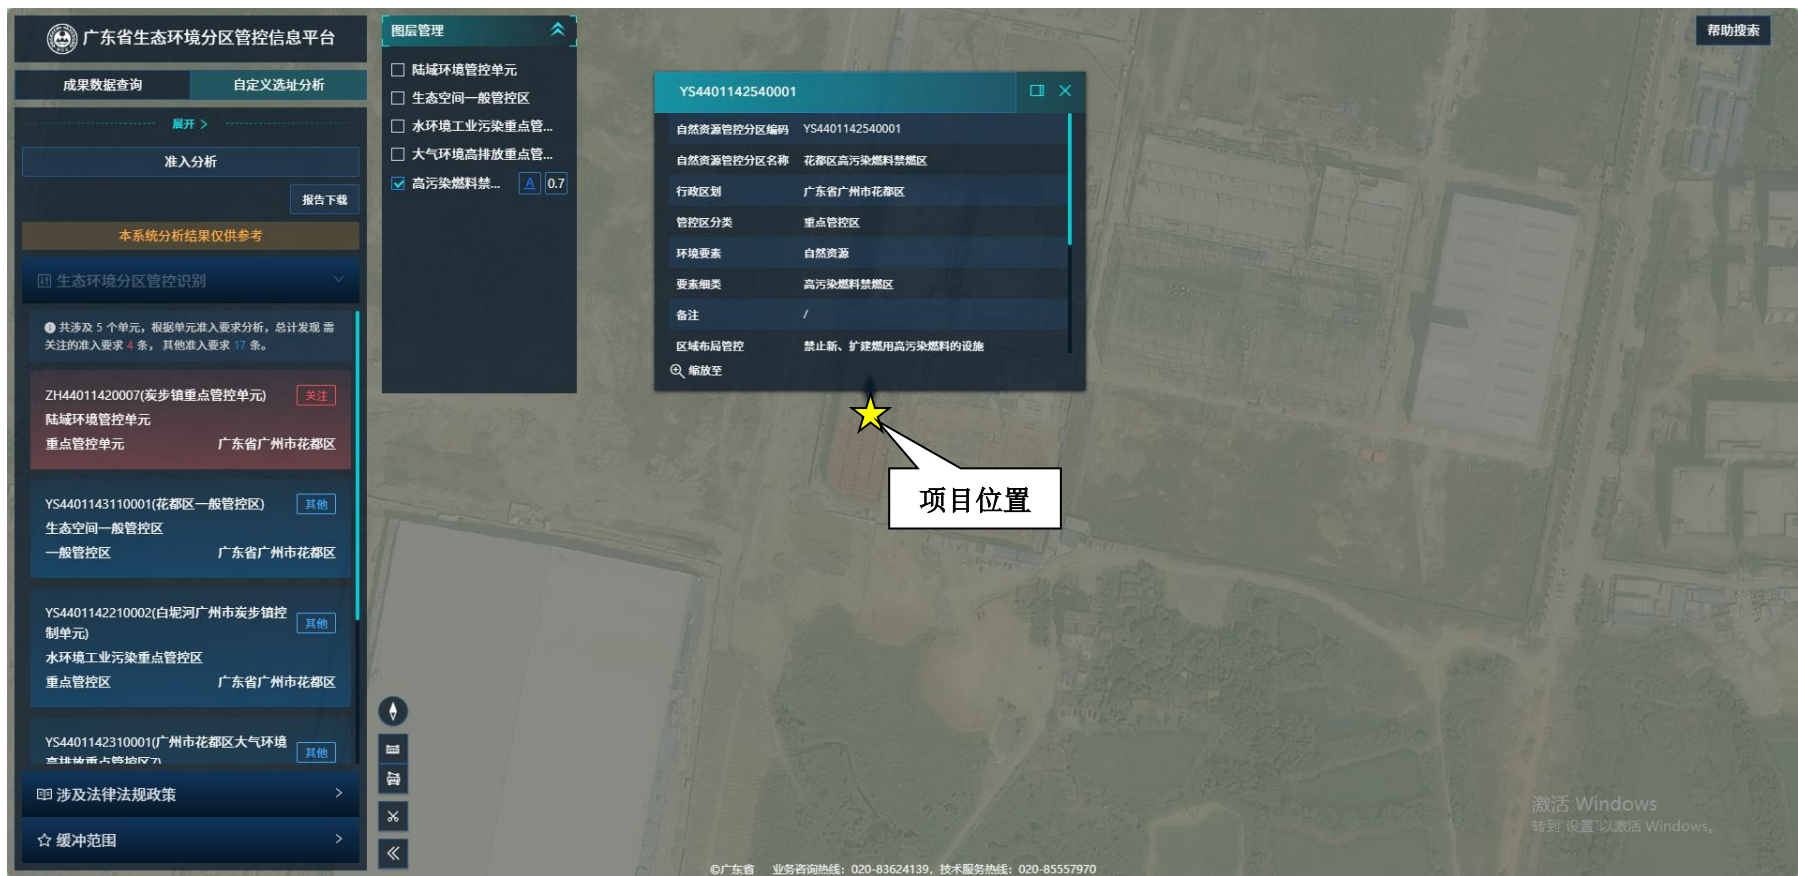 广东省生态环境分区管控信息平台
成果数据查询
自定义选址分析
展开 >
准入分析
报告下载
本系统分析结果仅供参考
生态环境分区管控识别
共涉及 5 个单元，根据单元准入要求分析，总计发现 需
关注的准入要求 4 条， 其他准入要求 17 条。
ZH44011420007(炭步镇重点管控单元)
关注
陆域环境管控单元
重点管控单元
广东省广州市花都区
YS4401143110001(花都区一般管控区)
其他
生态空间一般管控区
一般管控区
广东省广州市花都区
YS4401142210002(白坭河广州市炭步镇控
制单元)
其他
水环境工业污染重点管控区
重点管控区
广东省广州市花都区
YS4401142310001(广州市花都区大气环境
高排放重点管控区7)
其他
涉及法律法规政策
缓冲范围
图层管理
陆域环境管控单元
生态空间一般管控区
水环境工业污染重点管...
大气环境高排放重点管...
高污染燃料禁...
A
0.7
YS4401142540001
自然资源管控分区编码 YS4401142540001
自然资源管控分区名称 花都区高污染燃料禁燃区
行政区划 广东省广州市花都区
管控区分类 重点管控区
环境要素 自然资源
要素细类 高污染燃料禁燃区
备注 /
区域布局管控 禁止新、扩建燃用高污染燃料的设施
缩放至
项目位置
帮助搜索
激活 Windows
转到"设置"以激活 Windows。
©广东省 业务咨询热线：020-83624139，技术服务热线：020-85557970